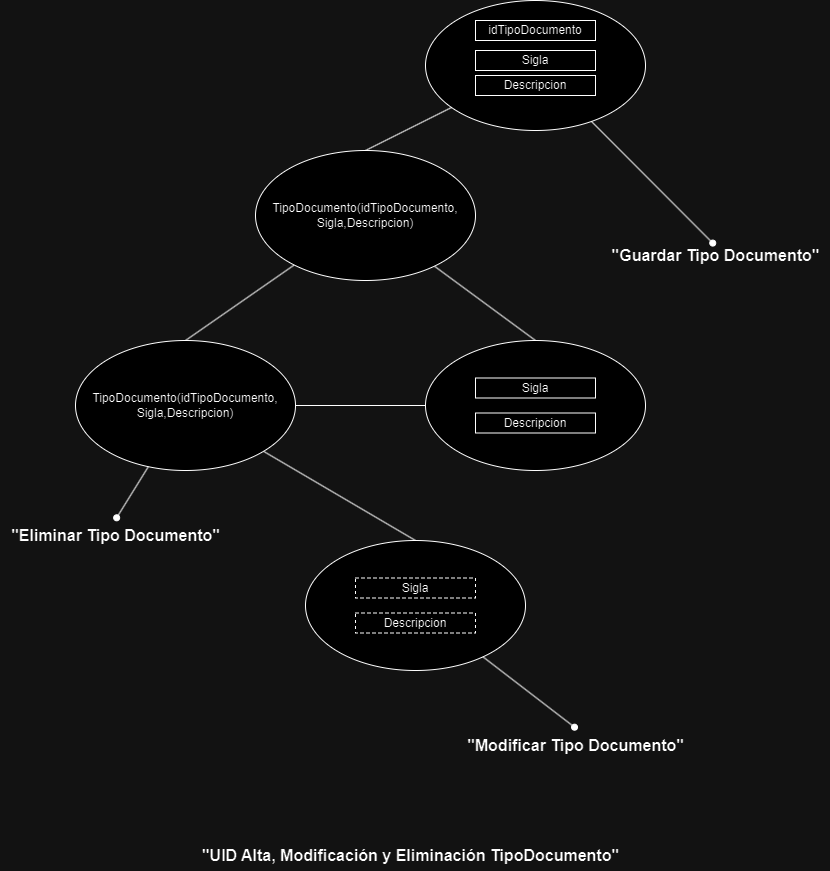 idTipoDocumento
Sigla
Descripcion
TipoDocumento(idTipoDocumento,
Sigla,Descripcion)
"Guardar Tipo Documento"
TipoDocumento(idTipoDocumento,
Sigla,Descripcion)
Sigla
Descripcion
"Eliminar Tipo Documento"
Sigla
Descripcion
"Modificar Tipo Documento"
"UID Alta, Modificación y Eliminación TipoDocumento"